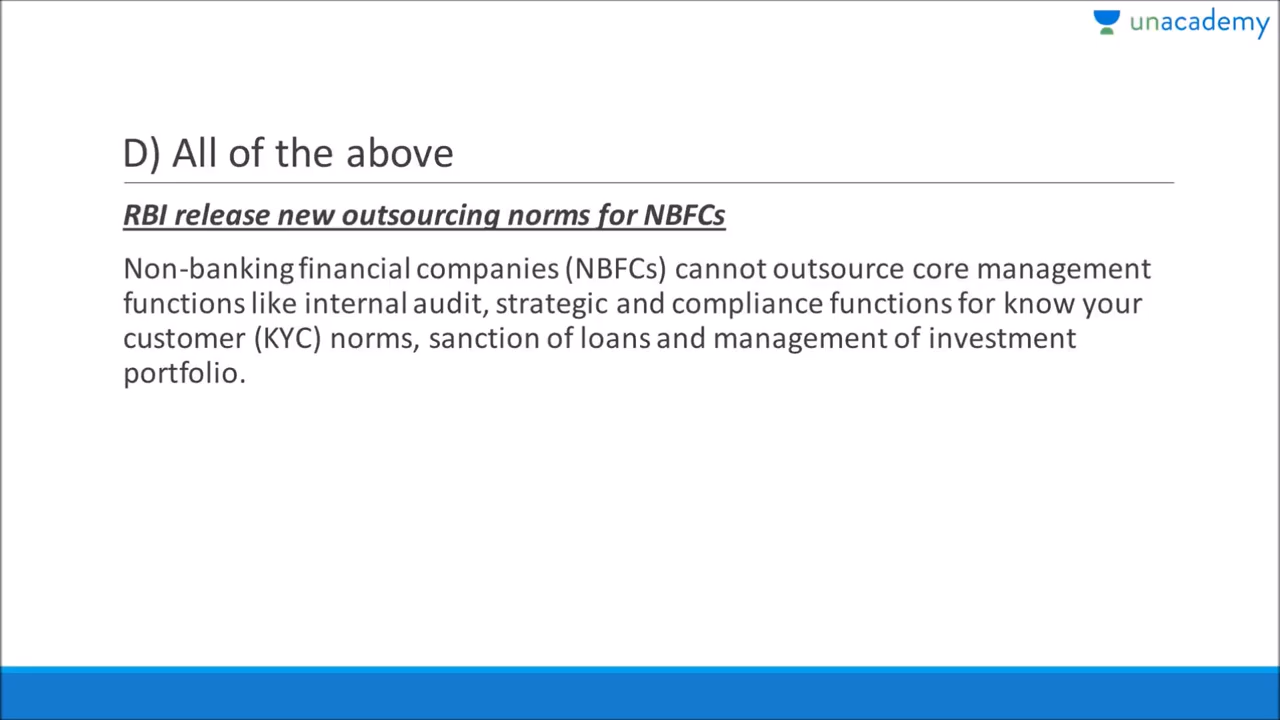 unacademy
D) All of the above
RBI release new outsourcing norms for NBFCs
Non-banking financial companies (NBFCs) cannot outsource core management
functions like internal audit, strategic and compliance functions for know your
customer (KYC) norms, sanction of loans and management of investment
portfolio.